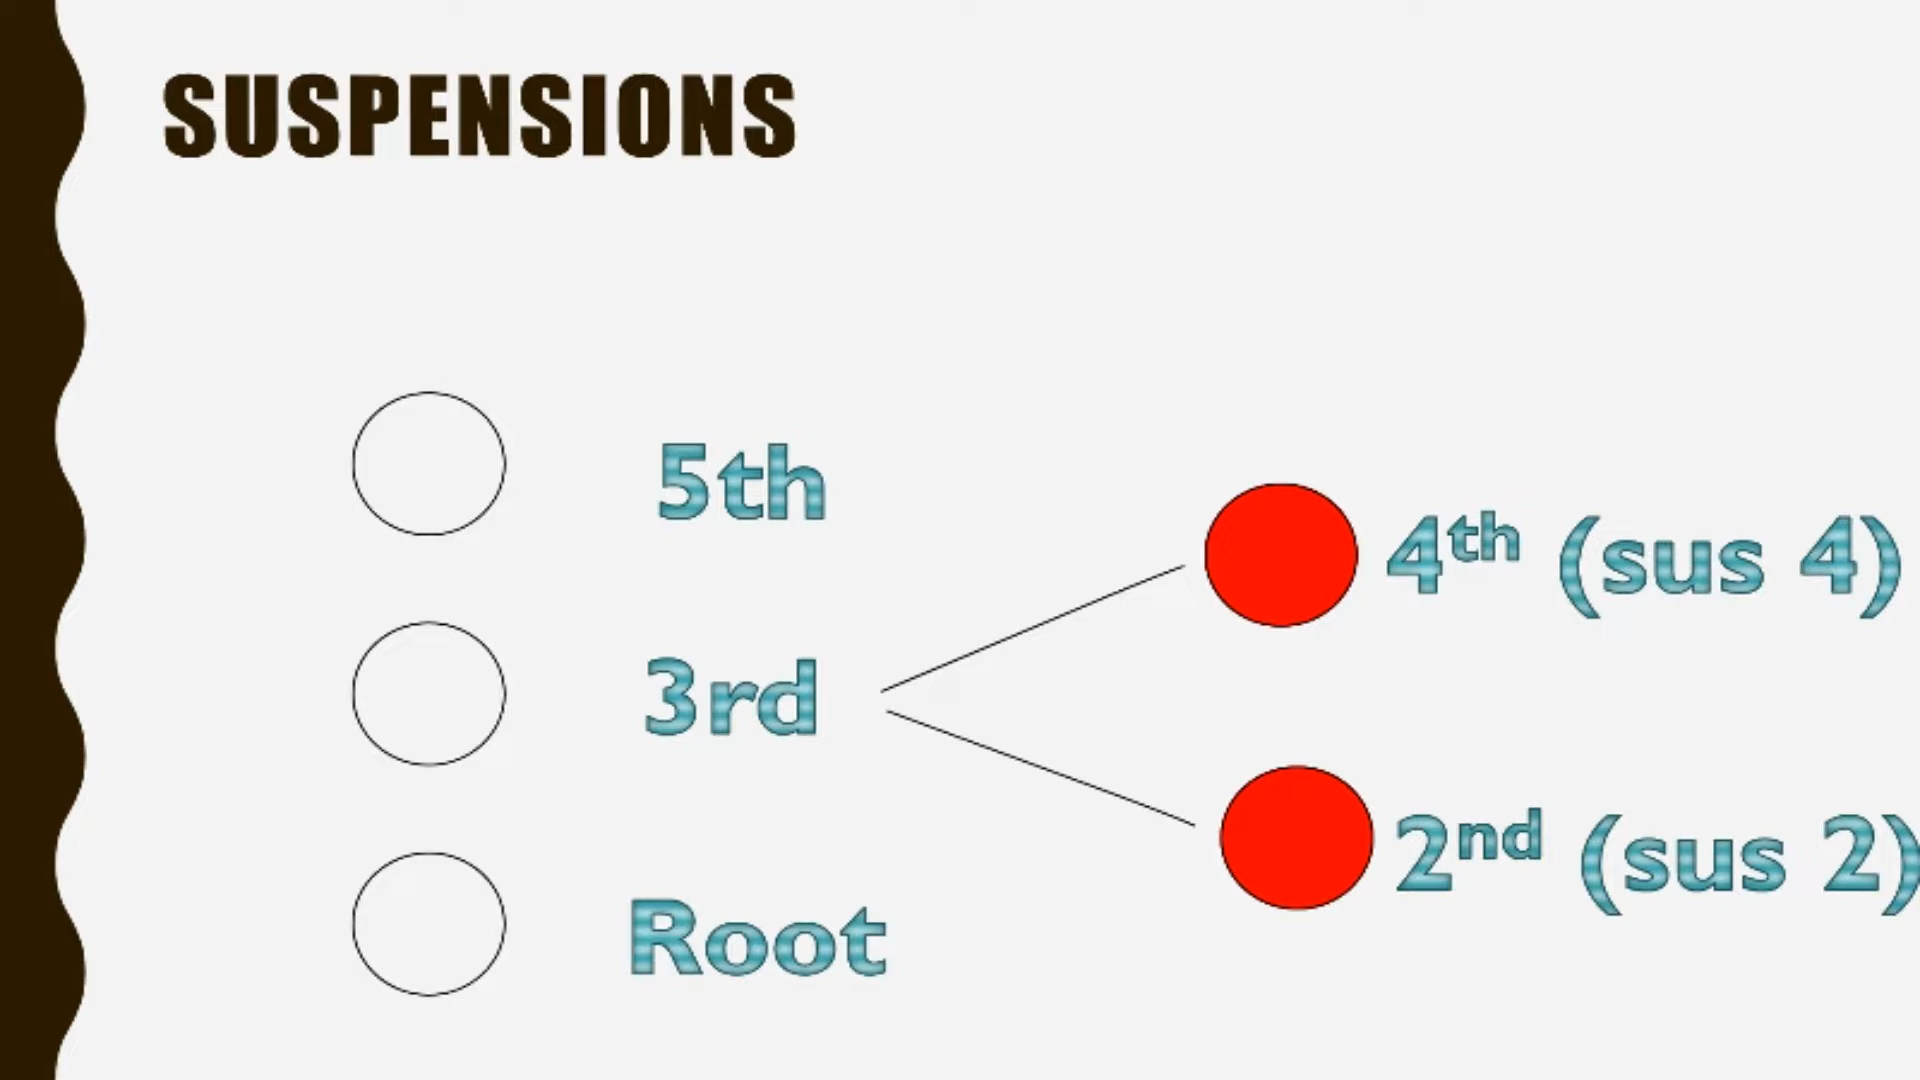 SUSPENSIONS
5th
4th (sus 4)
3rd
2nd (sus 2)
Root